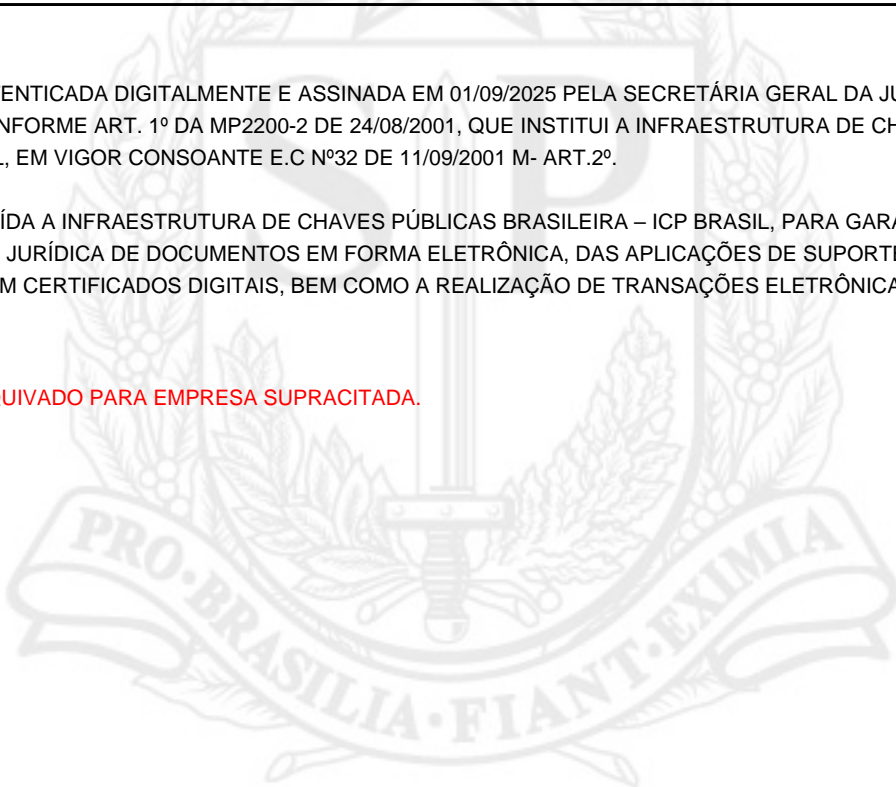 ENTICADA DIGITALMENTE E ASSINADA EM 01/09/2025 PELA SECRETÁRIA GERAL DA JU
NFORME ART. 1º DA MP2200-2 DE 24/08/2001, QUE INSTITUI A INFRAESTRUTURA DE CH
L, EM VIGOR CONSOANTE E.C Nº32 DE 11/09/2001 M- ART.2º.
ÍDA A INFRAESTRUTURA DE CHAVES PÚBLICAS BRASILEIRA – ICP BRASIL, PARA GARA
JURÍDICA DE DOCUMENTOS EM FORMA ELETRÔNICA, DAS APLICAÇÕES DE SUPORTE
M CERTIFICADOS DIGITAIS, BEM COMO A REALIZAÇÃO DE TRANSAÇÕES ELETRÔNICA
UIVADO PARA EMPRESA SUPRACITADA.
SP
PRO·BRASILIA·FIANT·EXIMIA